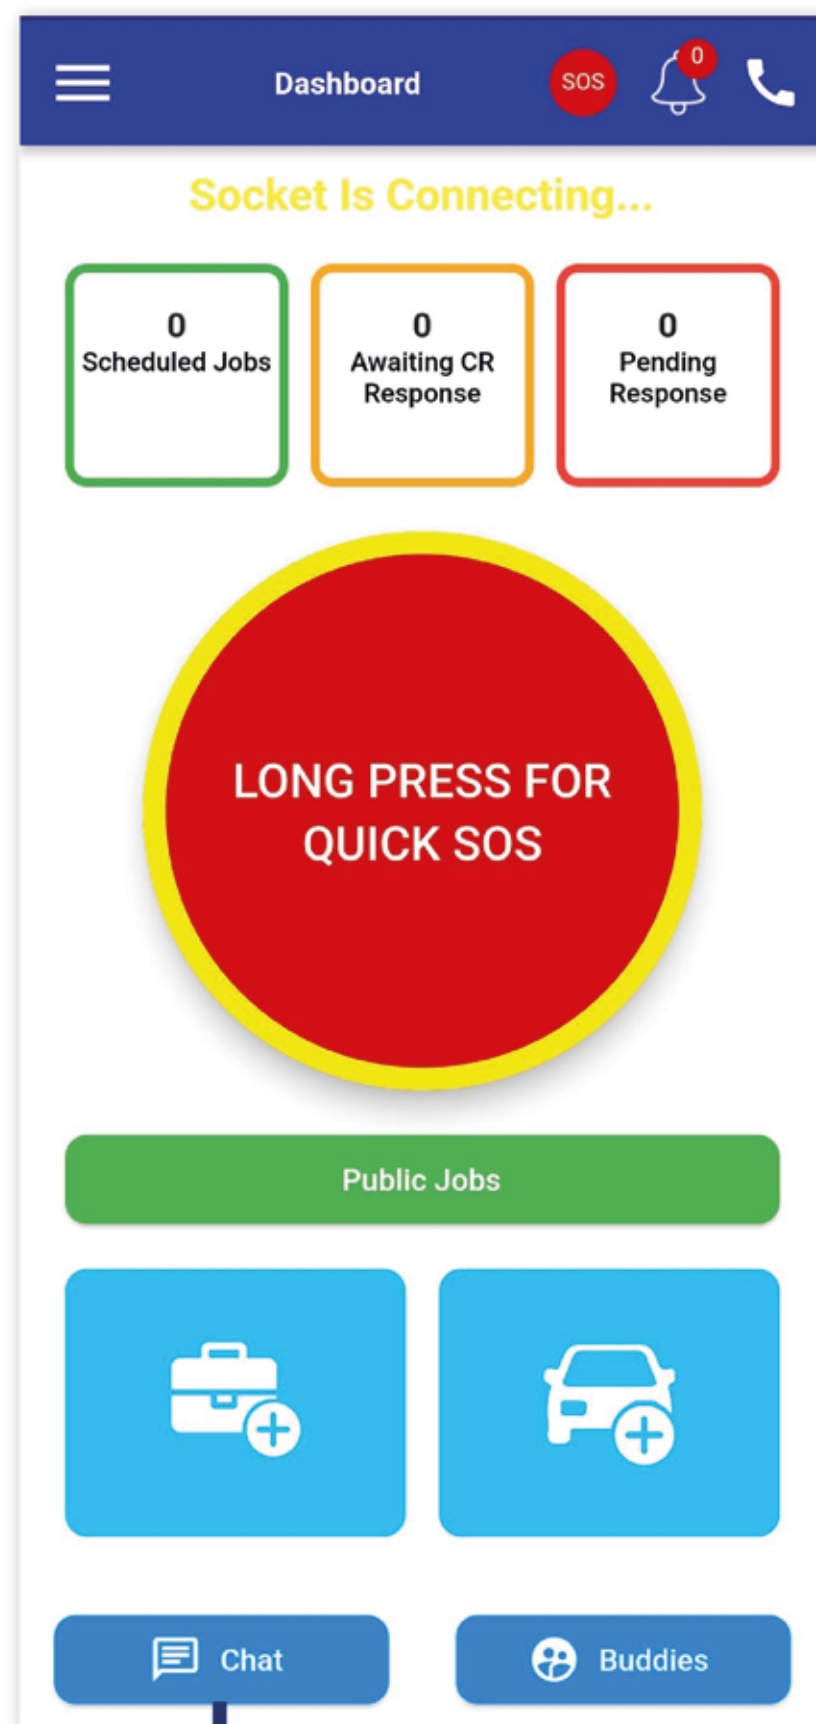 Dashboard
SOS
0
Socket Is Connecting...
0
Scheduled Jobs
0
Awaiting CR
Response
0
Pending
Response
LONG PRESS FOR
QUICK SOS
Public Jobs
Chat
Buddies